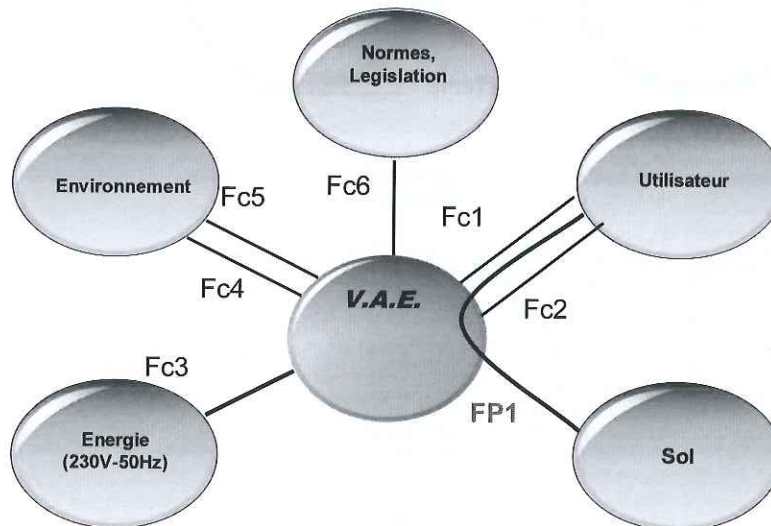 Normes,
Legislation
Environnement
Utilisateur
Fc5
Fc6
Fc1
V.A.E.
Fc4
Fc2
Fc3
FP1
Energie
(230V-50Hz)
Sol